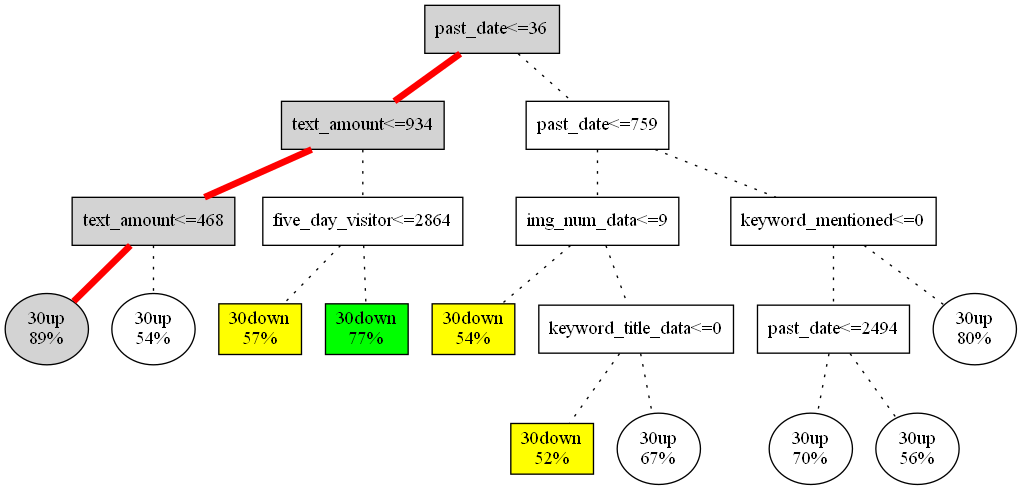 past_date<=36
text_amount<=934
past_date<=759
text_amount<=468
five_day_visitor<=2864
img_num_data<=9
keyword_mentioned<=0
30up
89%
30up
54%
30down
57%
30down
77%
30down
54%
keyword_title_data<=0
past_date<=2494
30up
80%
30down
52%
30up
67%
30up
70%
30up
56%